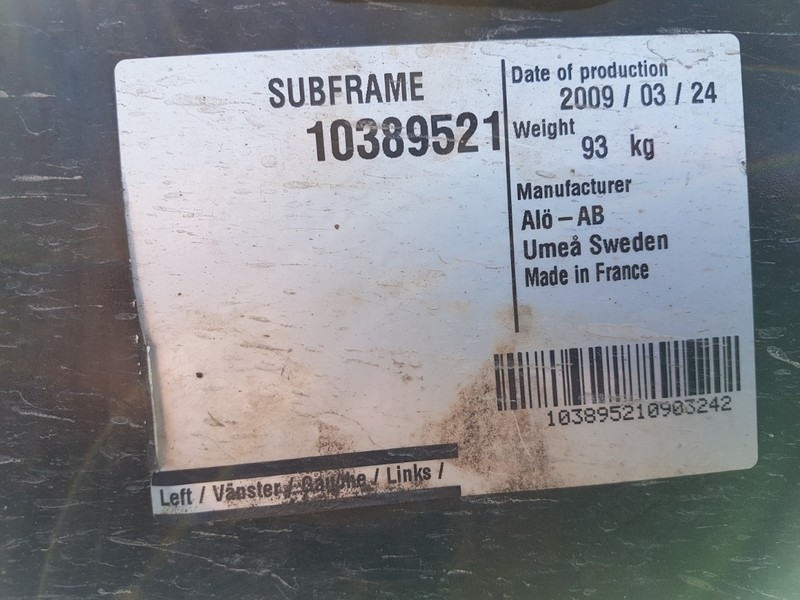 SUBFRAME
10389521
Date of production
2009 / 03 / 24
Weight
93 kg
Manufacturer
Alö – AB
Umeå Sweden
Made in France
103895210903242
Left / Vänster / Gauche / Links /